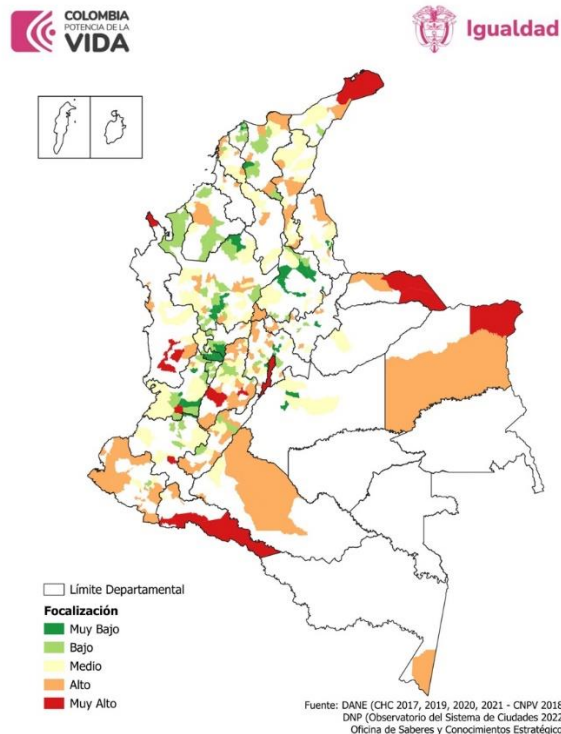 COLOMBIA
POTENCIA DE LA
VIDA
Igualdad
Límite Departamental
Focalización
Muy Bajo
Bajo
Medio
Alto
Muy Alto
Fuente: DANE (CHC 2017, 2019, 2020, 2021 - CNPV 2018
DNP (Observatorio del Sistema de Ciudades 2022
Oficina de Saberes y Conocimientos Estratégico